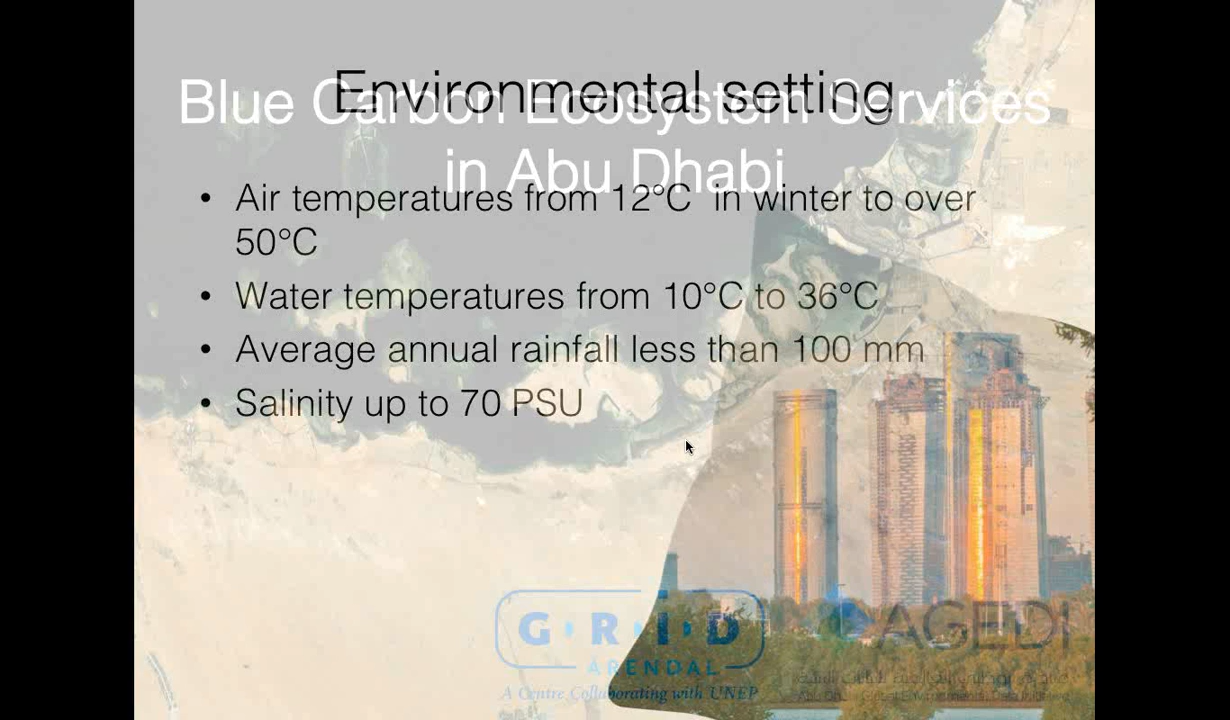 Environmental setting
Blue Carbon Ecosystem Services
in Abu Dhabi
• Air temperatures from 12°C in winter to over
50°C
• Water temperatures from 10°C to 36°C
• Average annual rainfall less than 100 mm
• Salinity up to 70 PSU
G·R·I·D
ARENDAL
A Centre Collaborating with UNEP
AGEDI